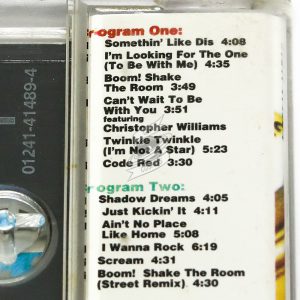 rogram One:
Somethin' Like Dis 4:08
I'm Looking For The One
(To Be With Me) 4:35
Boom! Shake
The Room 3:49
Can't Wait To Be
With You 3:51
featuring
Christopher Williams
Twinkle Twinkle
(I'm Not A Star) 5:23
Code Red 3:30
rogram Two:
Shadow Dreams 4:05
Just Kickin' It 4:11
Ain't No Place
Like Home 5:08
I Wanna Rock 6:19
Scream 4:31
Boom! Shake The Room
(Street Remix) 4:30
01241-41489-4